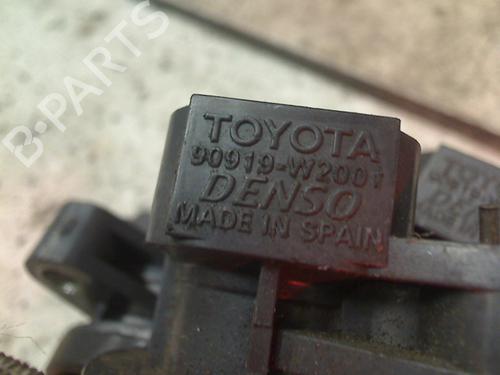 B-PARTS
TOYOTA
90919-W2001
DENSO
MADE IN SPAIN